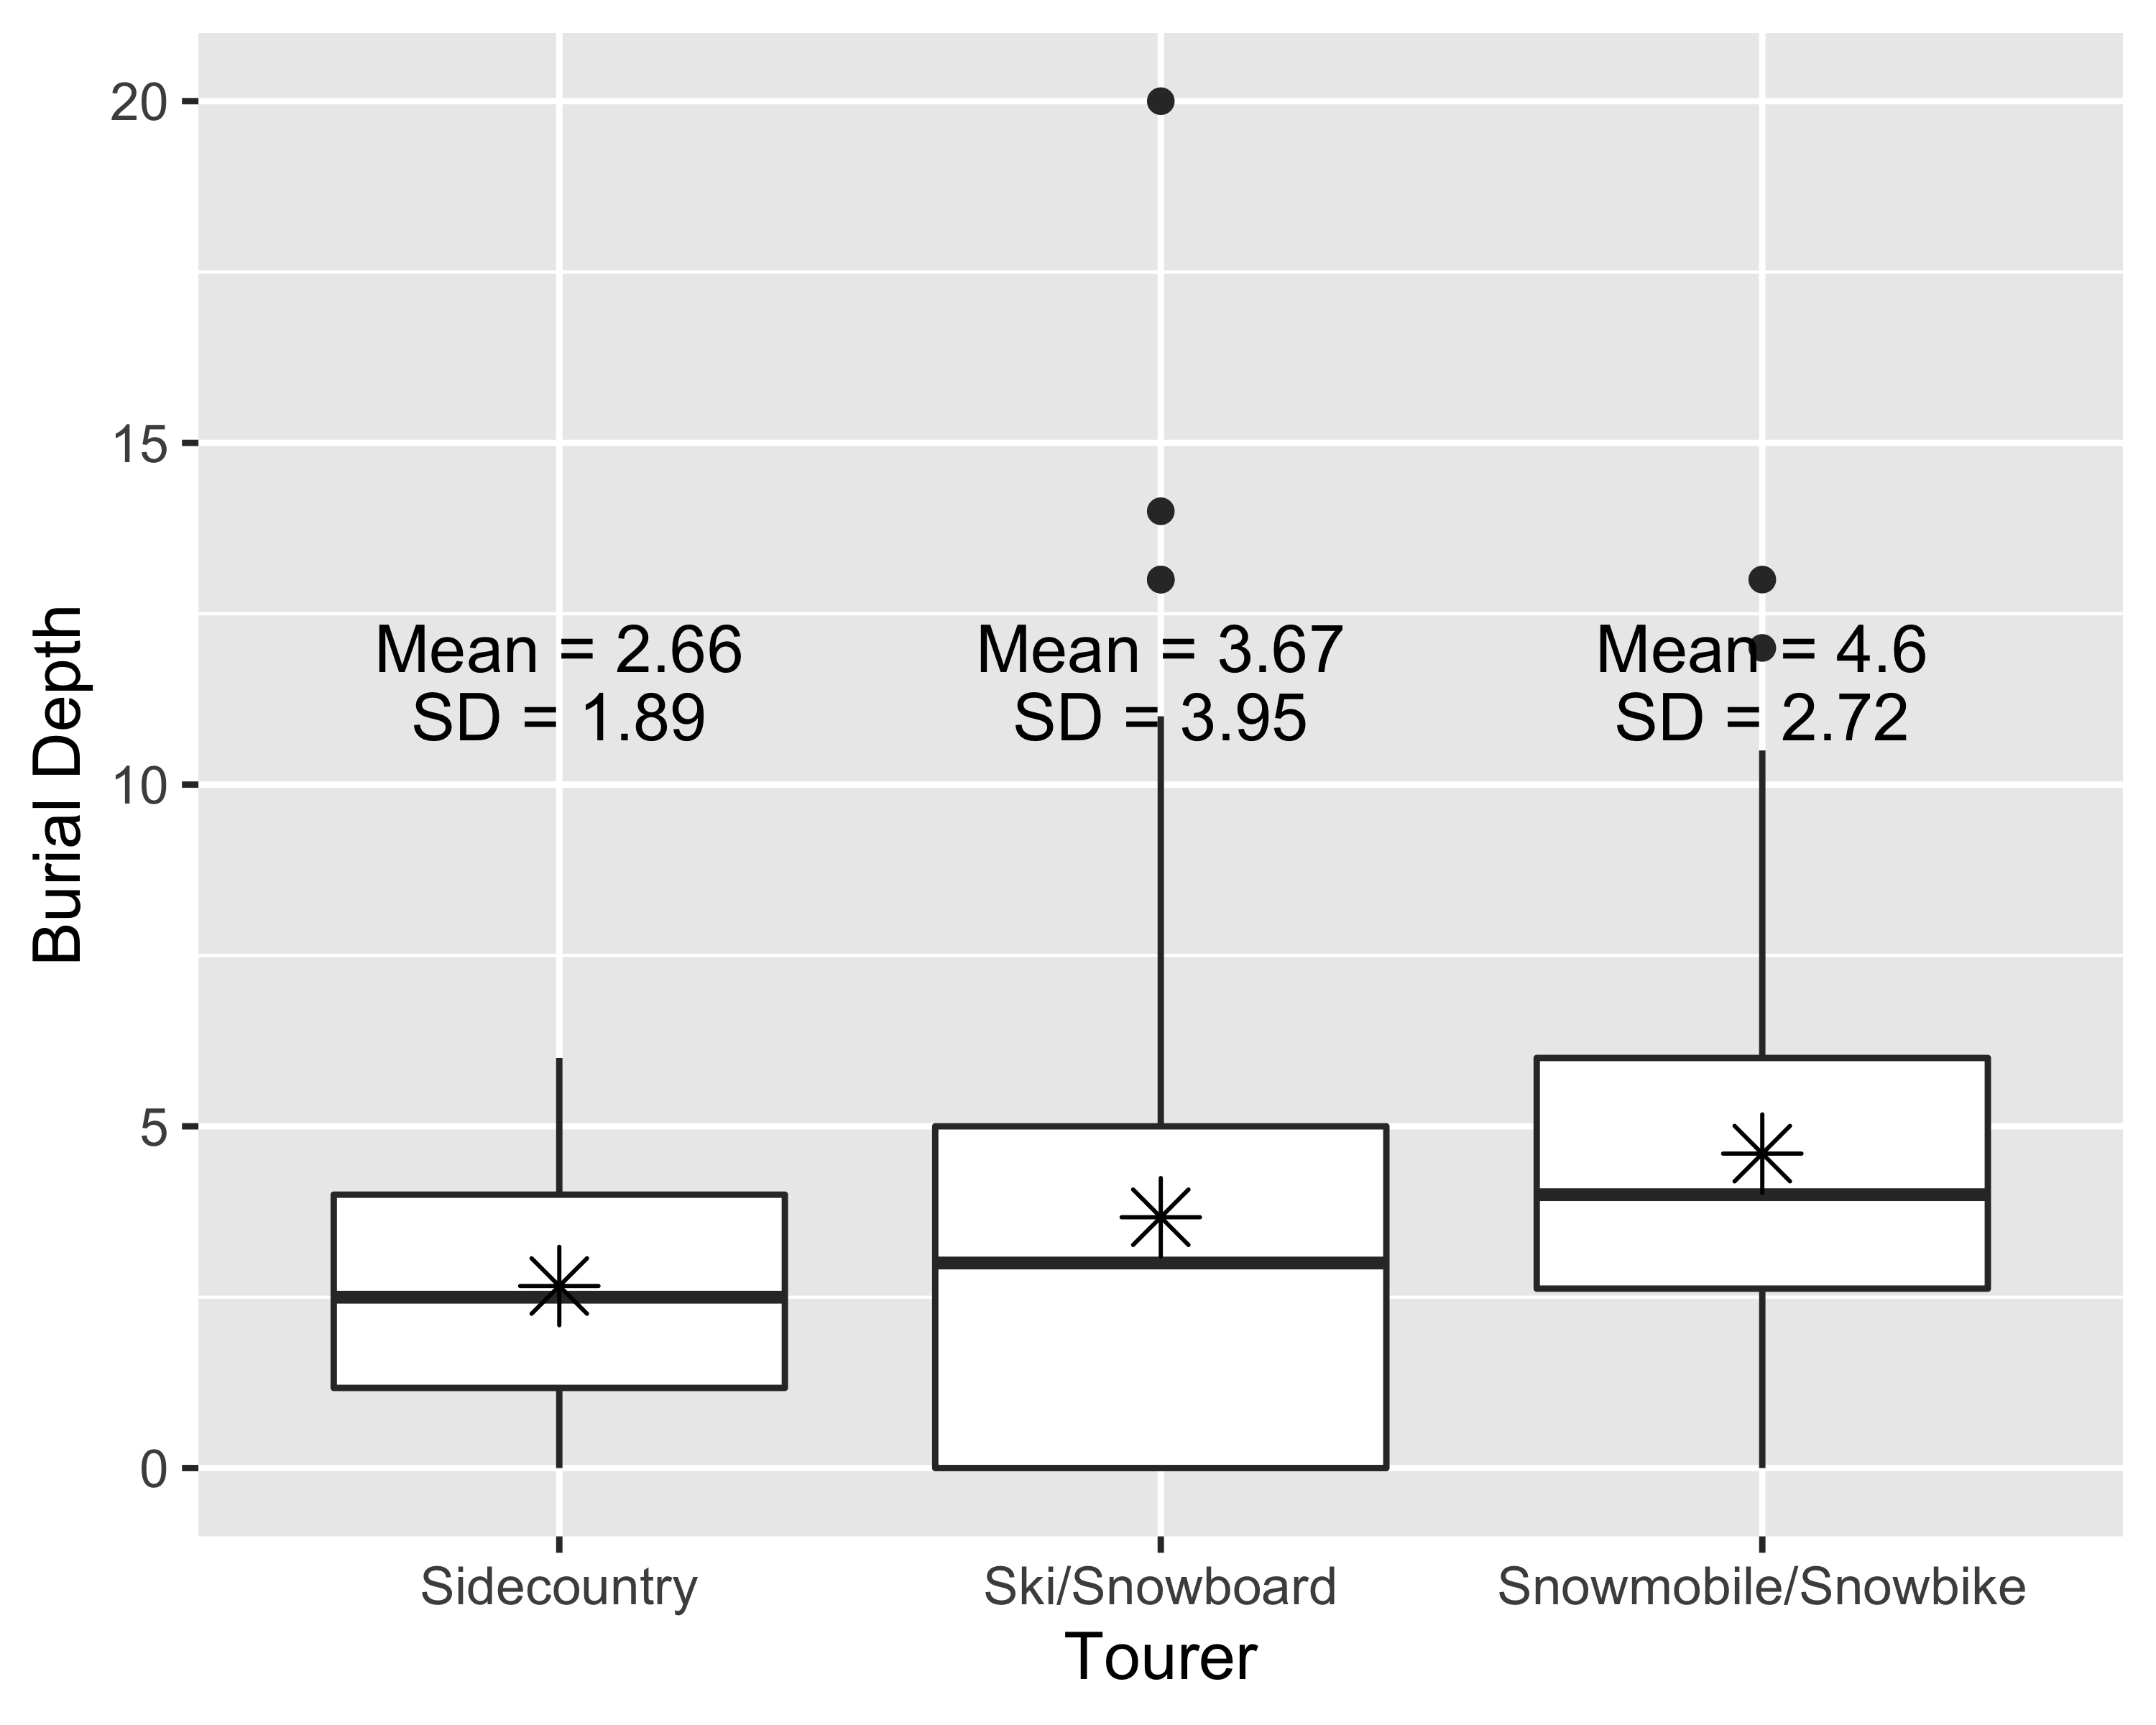 20
15
10
5
0
Burial Depth
Mean = 2.66
SD = 1.89
Mean = 3.67
SD = 3.95
Mean = 4.6
SD = 2.72
Sidecountry
Ski/Snowboard
Snowmobile/Snowbike
Tourer